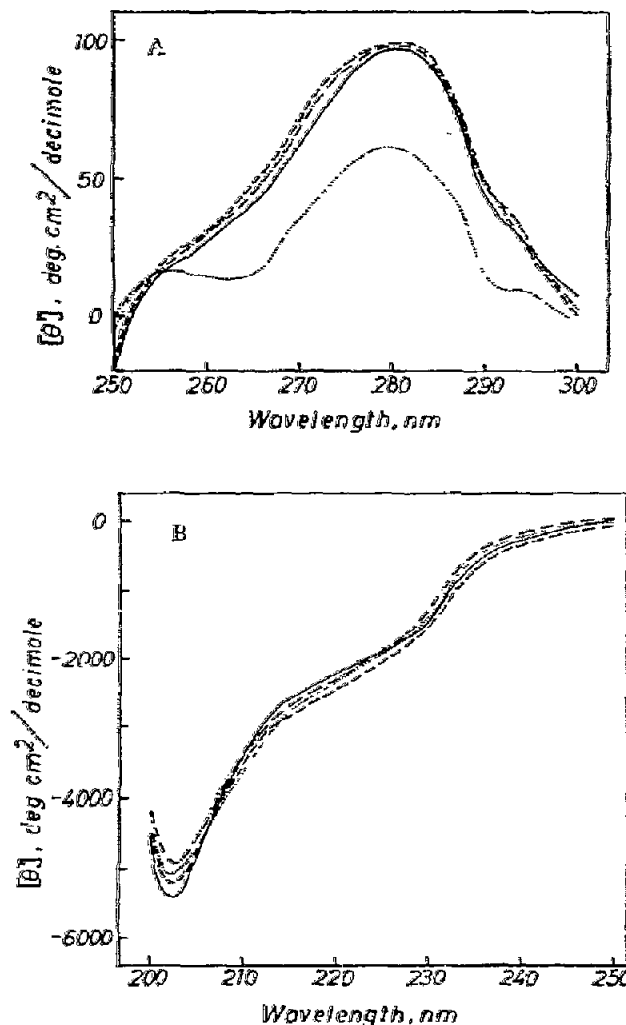 A
100
50
0
[θ], deg. cm²/decimole
250 260 270 280 290 300
Wavelength, nm
B
0
-2000
-4000
-6000
[θ], deg cm²/decimole
200 210 220 230 240 250
Wavelength, nm